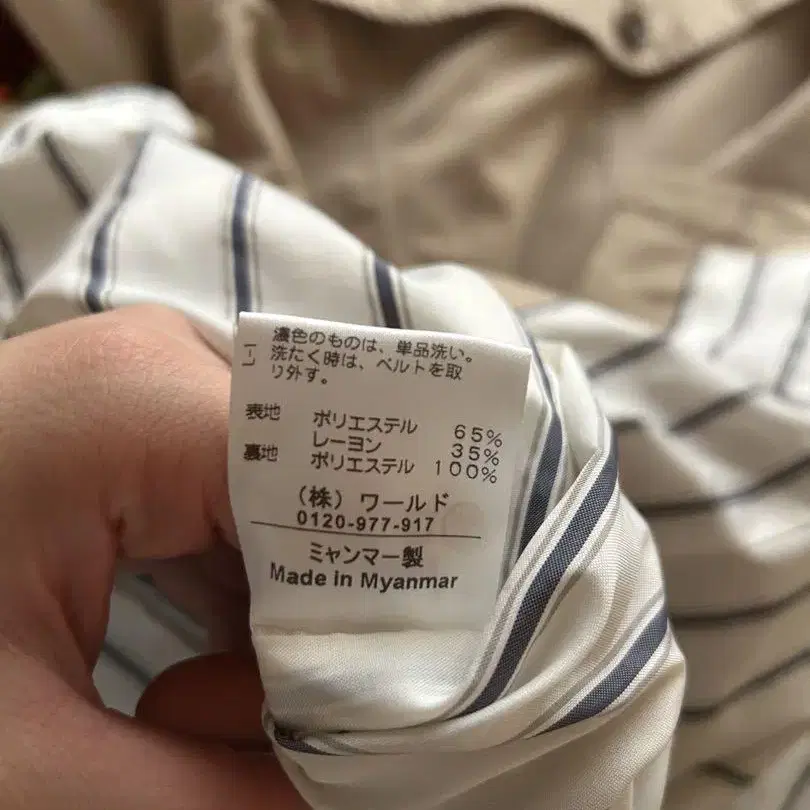 濃色のものは、単品洗い。
洗たく時は、ベルトを取
り外す。
表地 ポリエステル 65%
レーヨン 35%
裏地 ポリエステル 100%
(株) ワールド
0120-977-917
ミャンマー製
Made in Myanmar